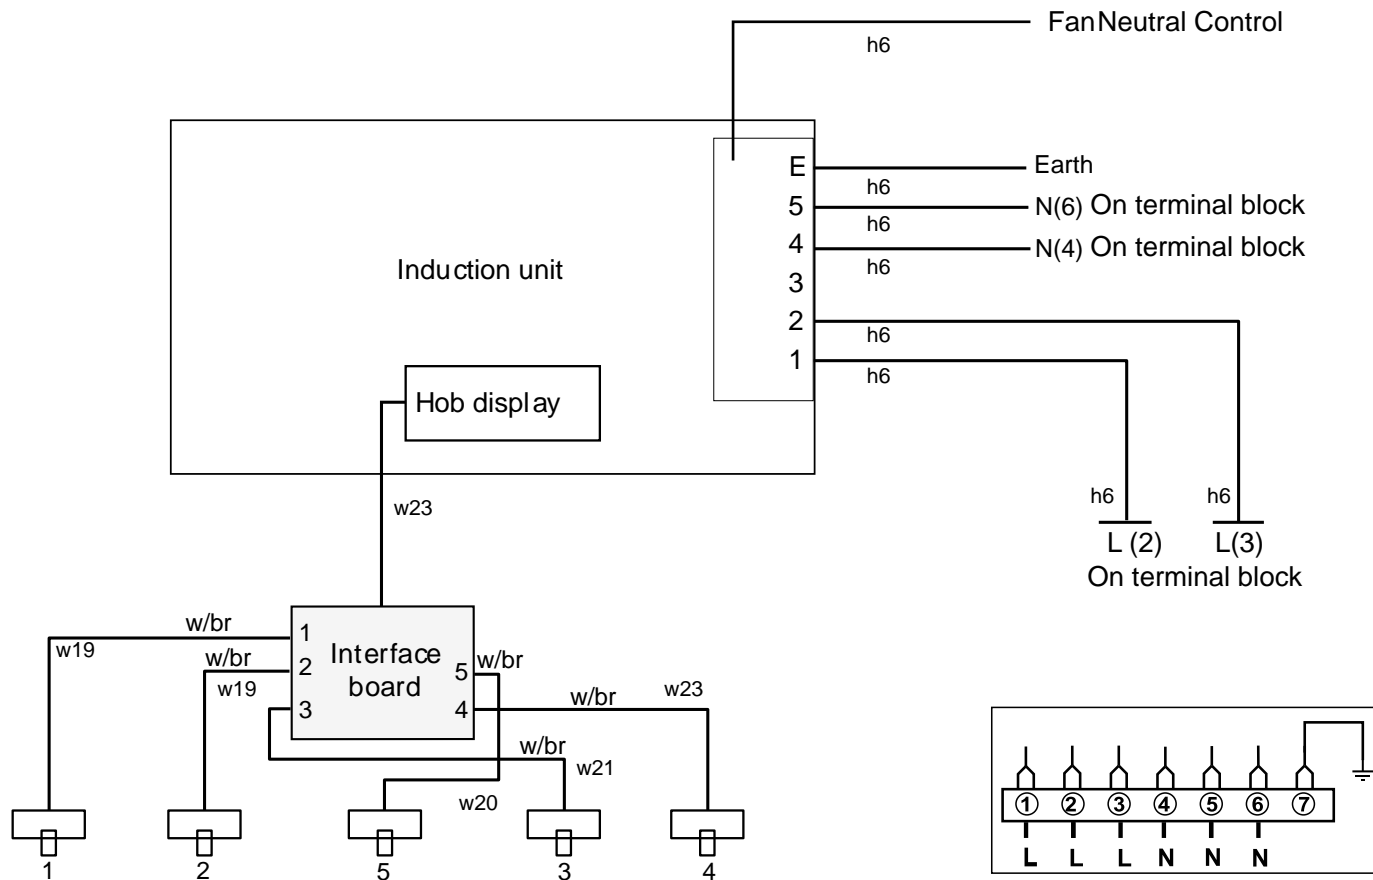 Fan Neutral Control
h6
E
Earth
h6
5
N(6) On terminal block
h6
4
N(4) On terminal block
h6
Induction unit
3
2
h6
1
h6
Hob display
w23
h6
h6
L (2)
L(3)
On terminal block
w/br
w19
1
Interface
board
w/br
w19
2
5
w/br
3
4
w/br
w23
w/br
w21
w20
1
2
5
3
4
1 2 3 4 5 6 7
L L L N N N